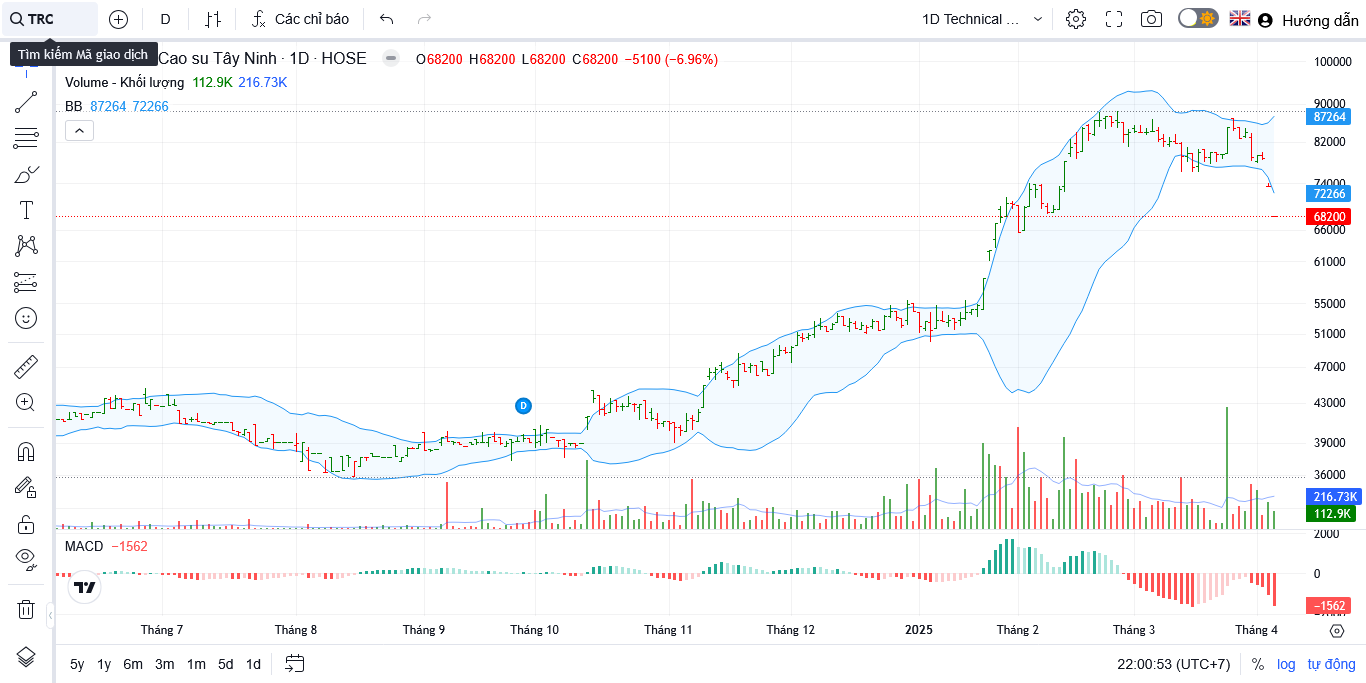 TRC D Các chỉ báo 1D Technical ... Hướng dẫn
Tìm kiếm Mã giao dịch
Cao su Tây Ninh · 1D · HOSE O68200 H68200 L68200 C68200 −5100 (−6.96%)
Volume - Khối lượng 112.9K 216.73K
BB 87264 72266
100000
90000
87264
82000
74000
72266
68200
66000
61000
55000
51000
47000
43000
39000
36000
216.73K
112.9K
D
MACD −1562
2000
0
−1562
Tháng 7 Tháng 8 Tháng 9 Tháng 10 Tháng 11 Tháng 12 2025 Tháng 2 Tháng 3 Tháng 4
5y 1y 6m 3m 1m 5d 1d 22:00:53 (UTC+7) % log tự động